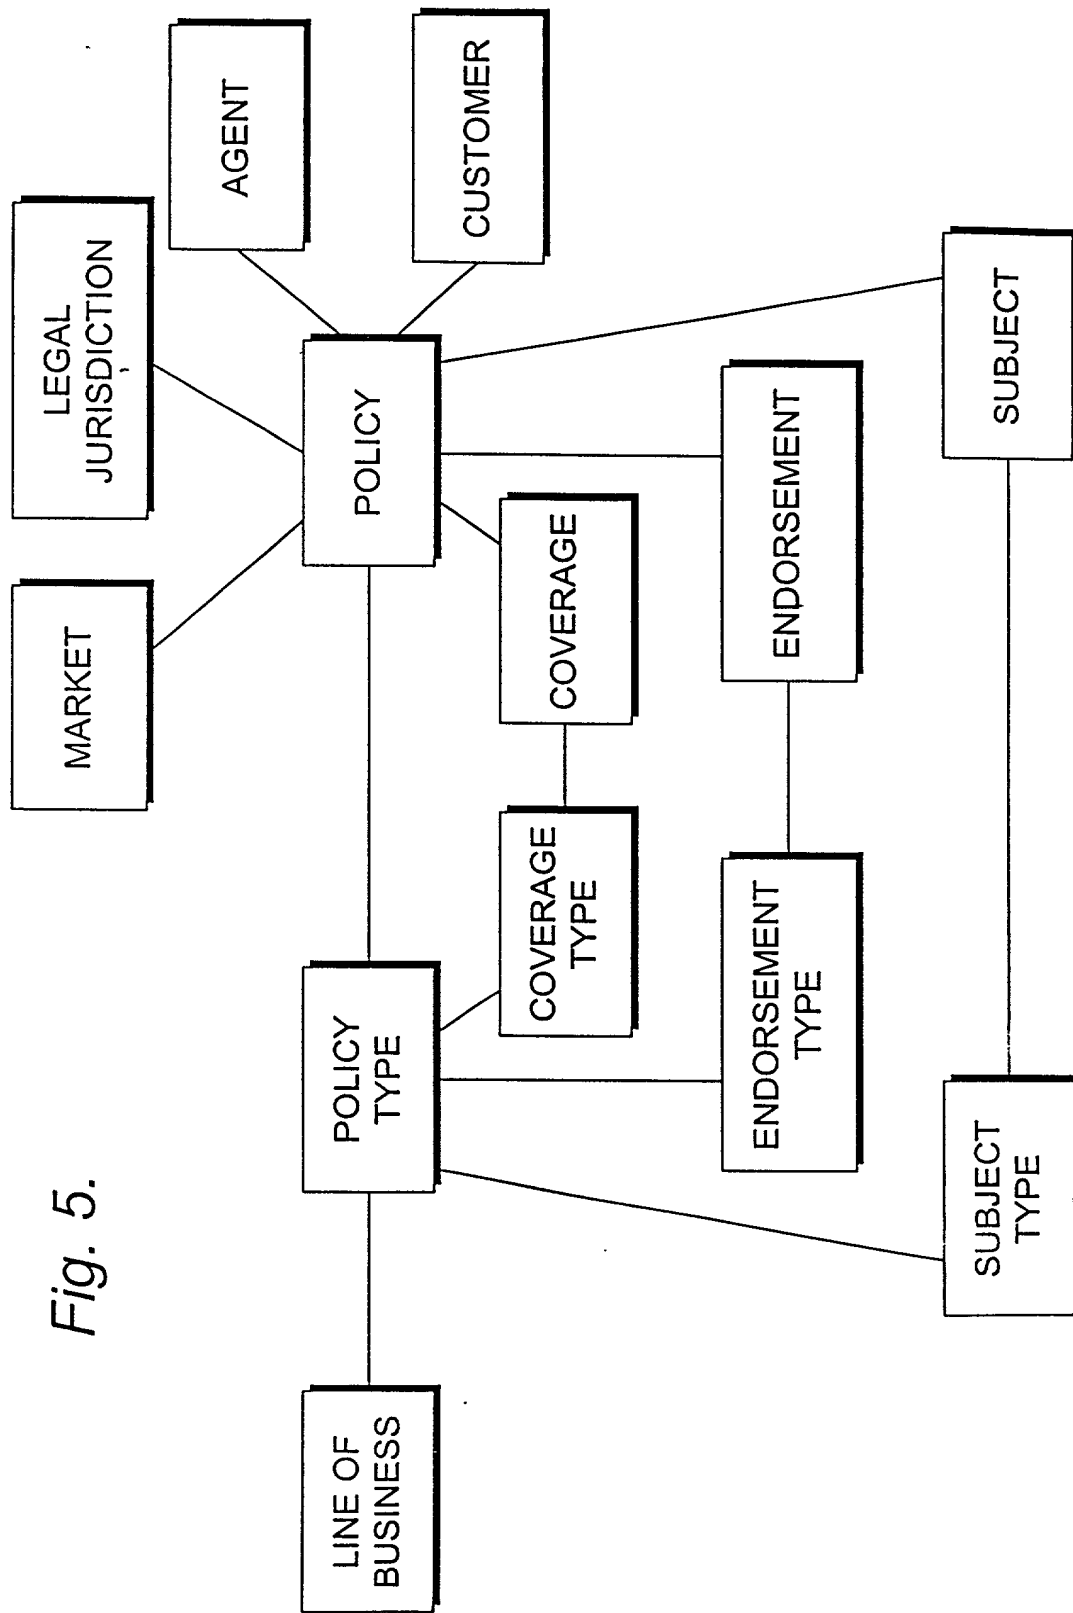 Fig. 5.
MARKET
LEGAL
JURISDICTION
AGENT
LINE OF
BUSINESS
POLICY
TYPE
POLICY
CUSTOMER
COVERAGE
TYPE
COVERAGE
ENDORSEMENT
TYPE
ENDORSEMENT
SUBJECT
TYPE
SUBJECT